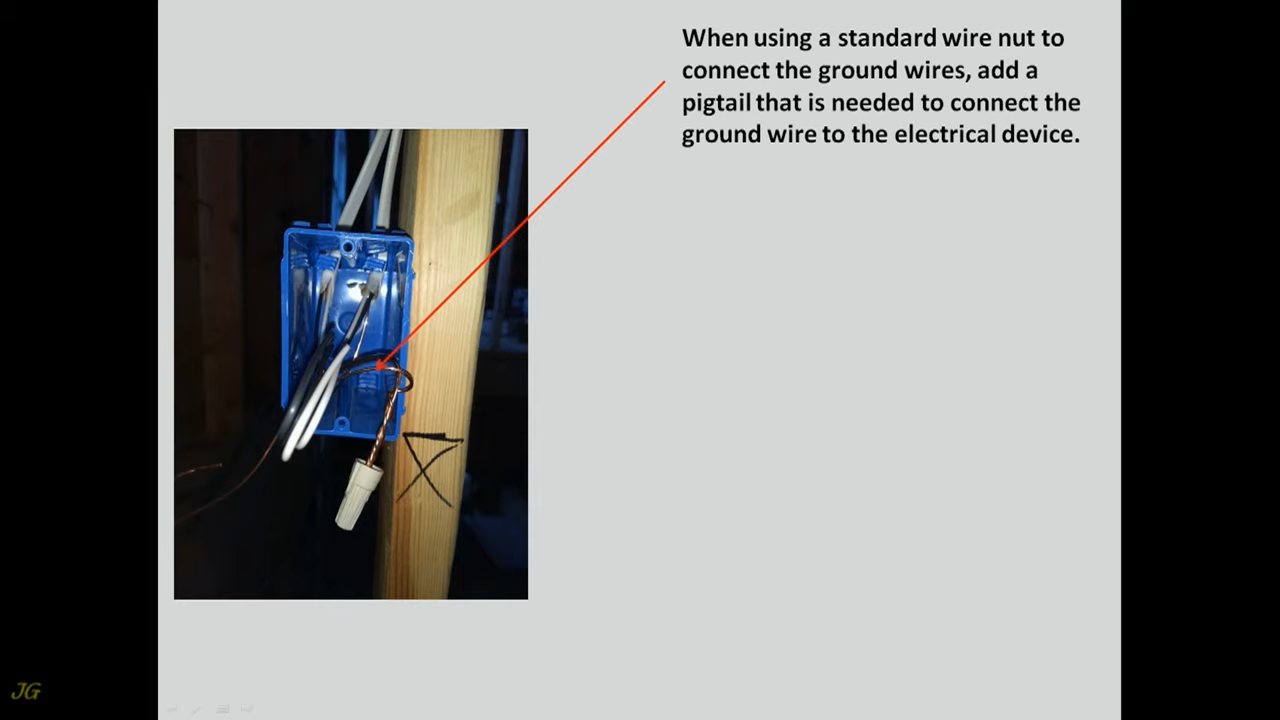 When using a standard wire nut to
connect the ground wires, add a
pigtail that is needed to connect the
ground wire to the electrical device.
JG